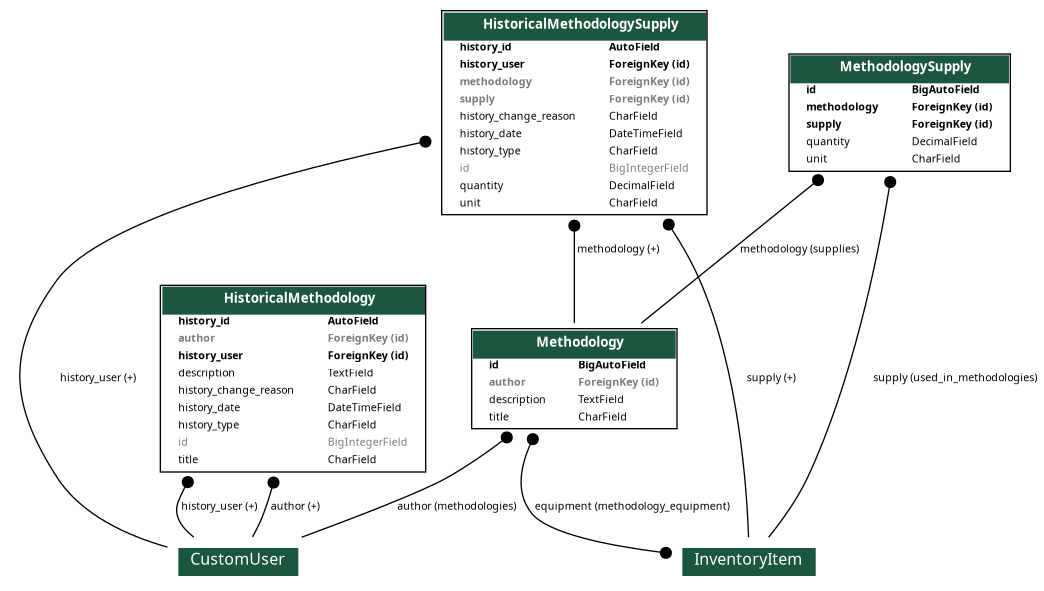 HistoricalMethodologySupply
history_id AutoField
history_user ForeignKey (id)
methodology ForeignKey (id)
supply ForeignKey (id)
history_change_reason CharField
history_date DateTimeField
history_type CharField
id BigIntegerField
quantity DecimalField
unit CharField
MethodologySupply
id BigAutoField
methodology ForeignKey (id)
supply ForeignKey (id)
quantity DecimalField
unit CharField
methodology (+)
methodology (supplies)
HistoricalMethodology
history_id AutoField
author ForeignKey (id)
history_user ForeignKey (id)
description TextField
history_change_reason CharField
history_date DateTimeField
history_type CharField
id BigIntegerField
title CharField
Methodology
id BigAutoField
author ForeignKey (id)
description TextField
title CharField
history_user (+)
supply (+)
supply (used_in_methodologies)
history_user (+)
author (+)
author (methodologies)
equipment (methodology_equipment)
CustomUser
InventoryItem